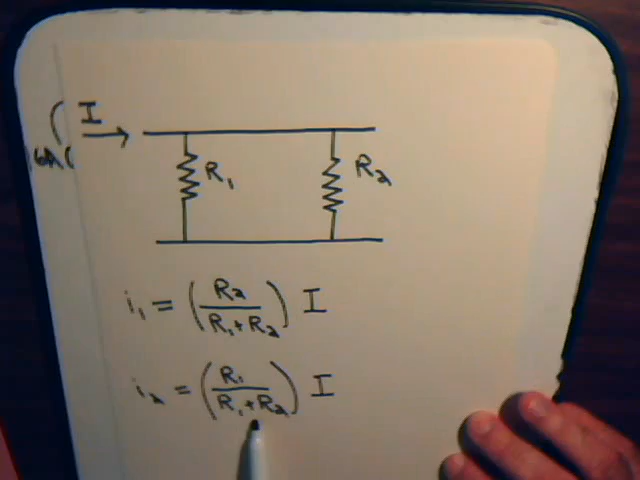 I
6A
R₁ R₂
i₁ = (R₂ / (R₁ + R₂)) I
i₂ = (R₁ / (R₁ + R₂)) I